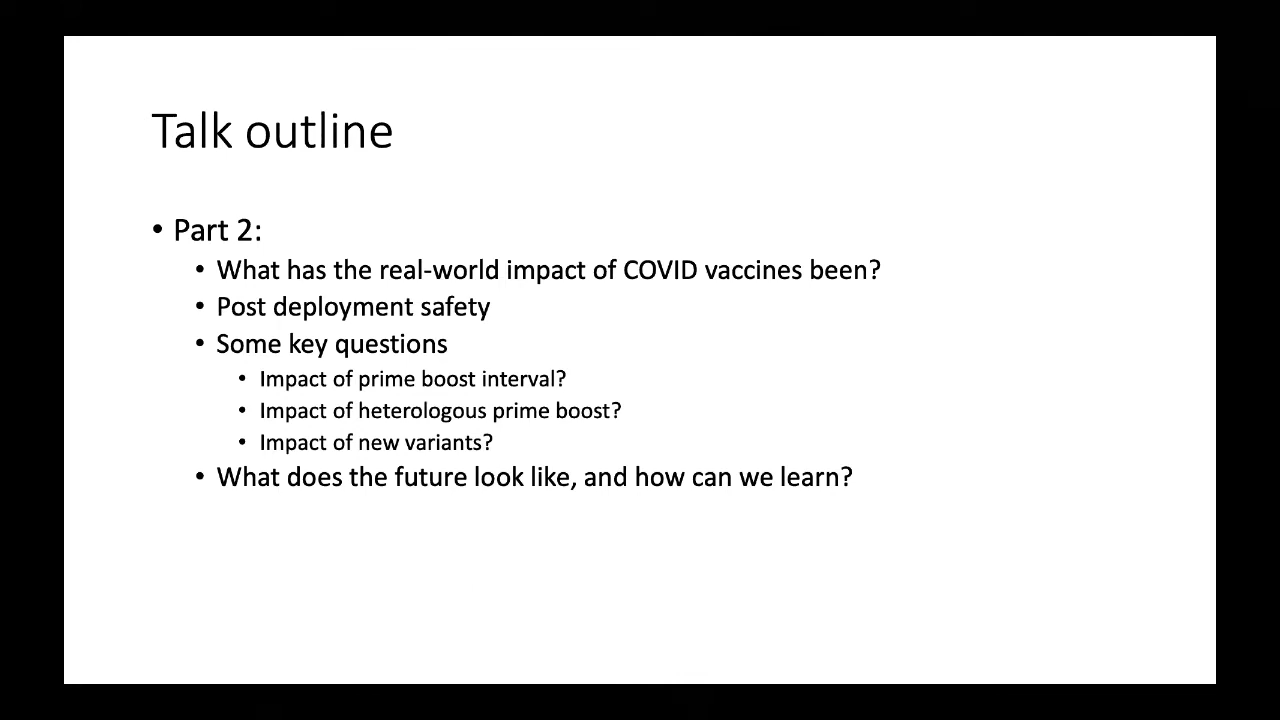 Talk outline
• Part 2:
• What has the real-world impact of COVID vaccines been?
• Post deployment safety
• Some key questions
• Impact of prime boost interval?
• Impact of heterologous prime boost?
• Impact of new variants?
• What does the future look like, and how can we learn?